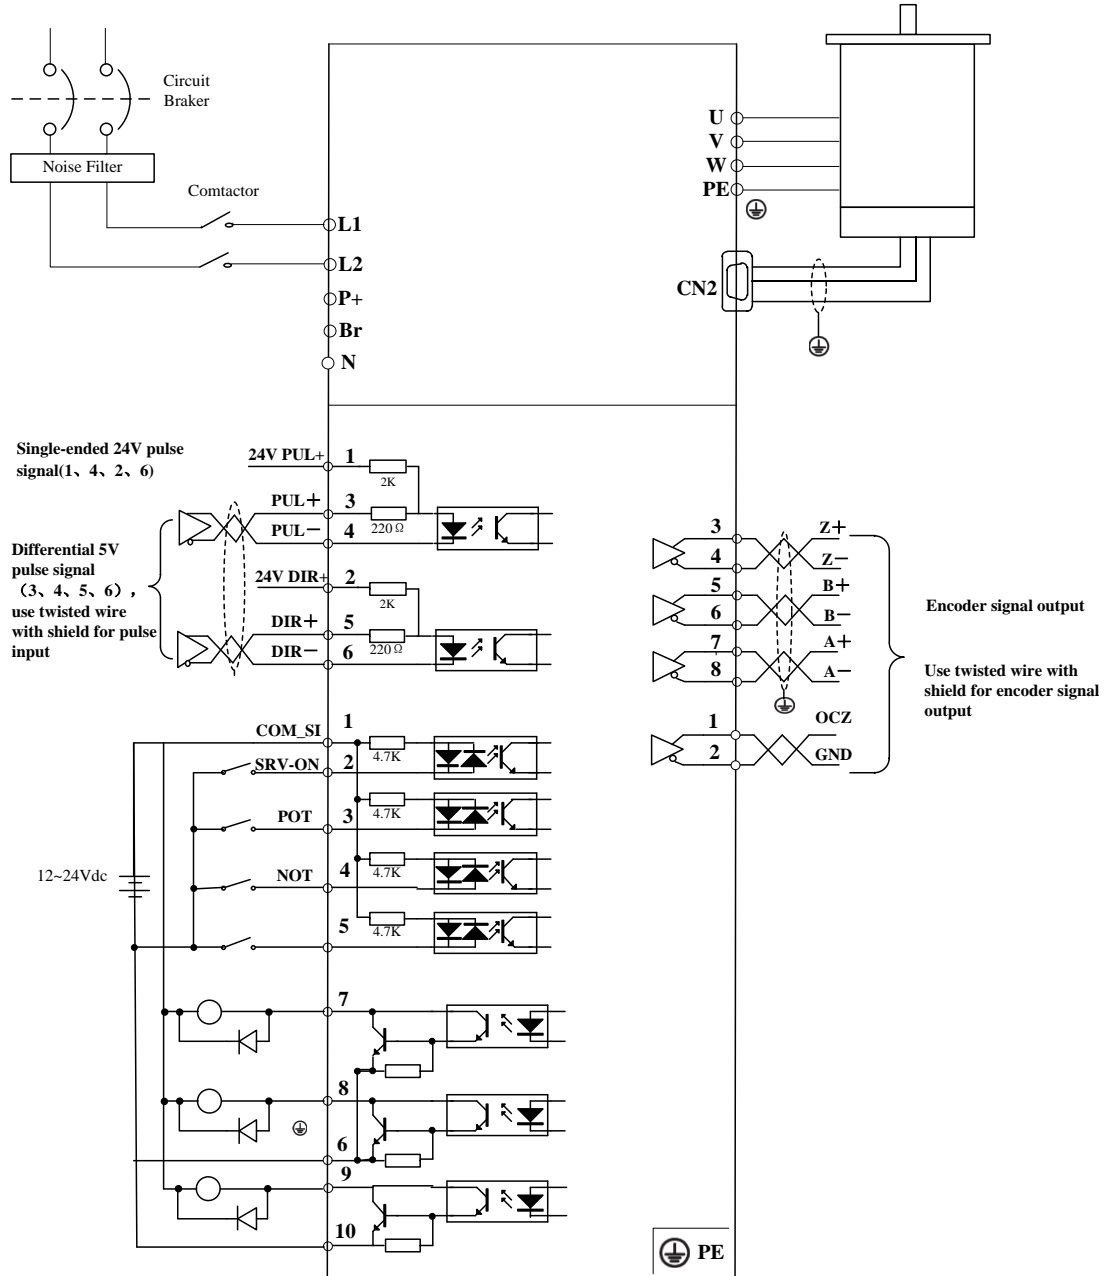 Circuit
Braker
Noise Filter
Comtactor
L1
L2
P+
Br
N
U
V
W
PE
CN2
Single-ended 24V pulse
signal(1、4、2、6)
24V PUL+
1
2K
PUL+
3
220Ω
PUL-
4
Differential 5V
pulse signal
（3、4、5、6）,
use twisted wire
with shield for pulse
input
24V DIR+
2
2K
DIR+
5
220Ω
DIR-
6
3
Z+
4
Z-
5
B+
6
B-
7
A+
8
A-
1
OCZ
2
GND
Encoder signal output
Use twisted wire with
shield for encoder signal
output
COM_SI
1
4.7K
SRV-ON
2
4.7K
POT
3
4.7K
NOT
4
4.7K
5
12~24Vdc
7
8
6
9
10
PE